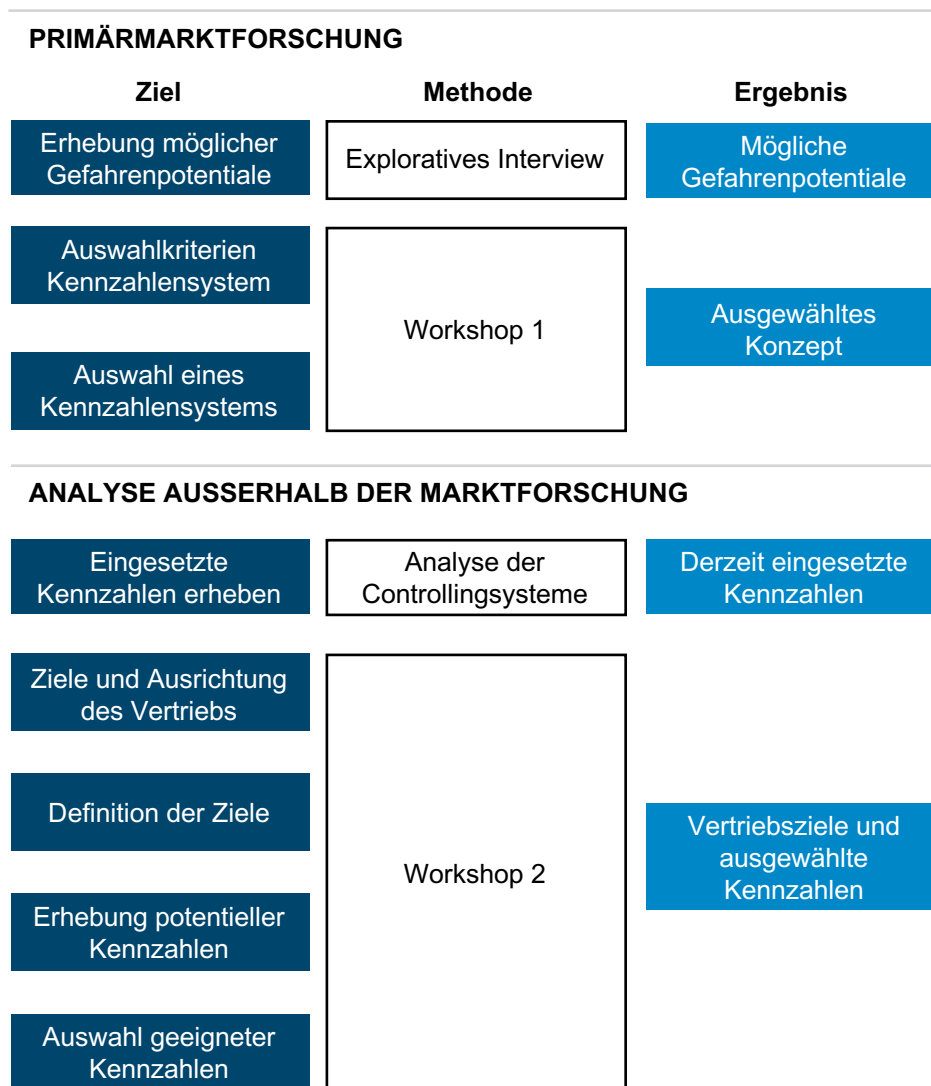 PRIMÄRMARKTFORSCHUNG
Ziel
Methode
Ergebnis
Erhebung möglicher
Gefahrenpotentiale
Exploratives Interview
Mögliche
Gefahrenpotentiale
Auswahlkriterien
Kennzahlensystem
Auswahl eines
Kennzahlensystems
Workshop 1
Ausgewähltes
Konzept
ANALYSE AUSSERHALB DER MARKTFORSCHUNG
Eingesetzte
Kennzahlen erheben
Analyse der
Controllingsysteme
Derzeit eingesetzte
Kennzahlen
Ziele und Ausrichtung
des Vertriebs
Definition der Ziele
Erhebung potentieller
Kennzahlen
Auswahl geeigneter
Kennzahlen
Workshop 2
Vertriebsziele und
ausgewählte
Kennzahlen